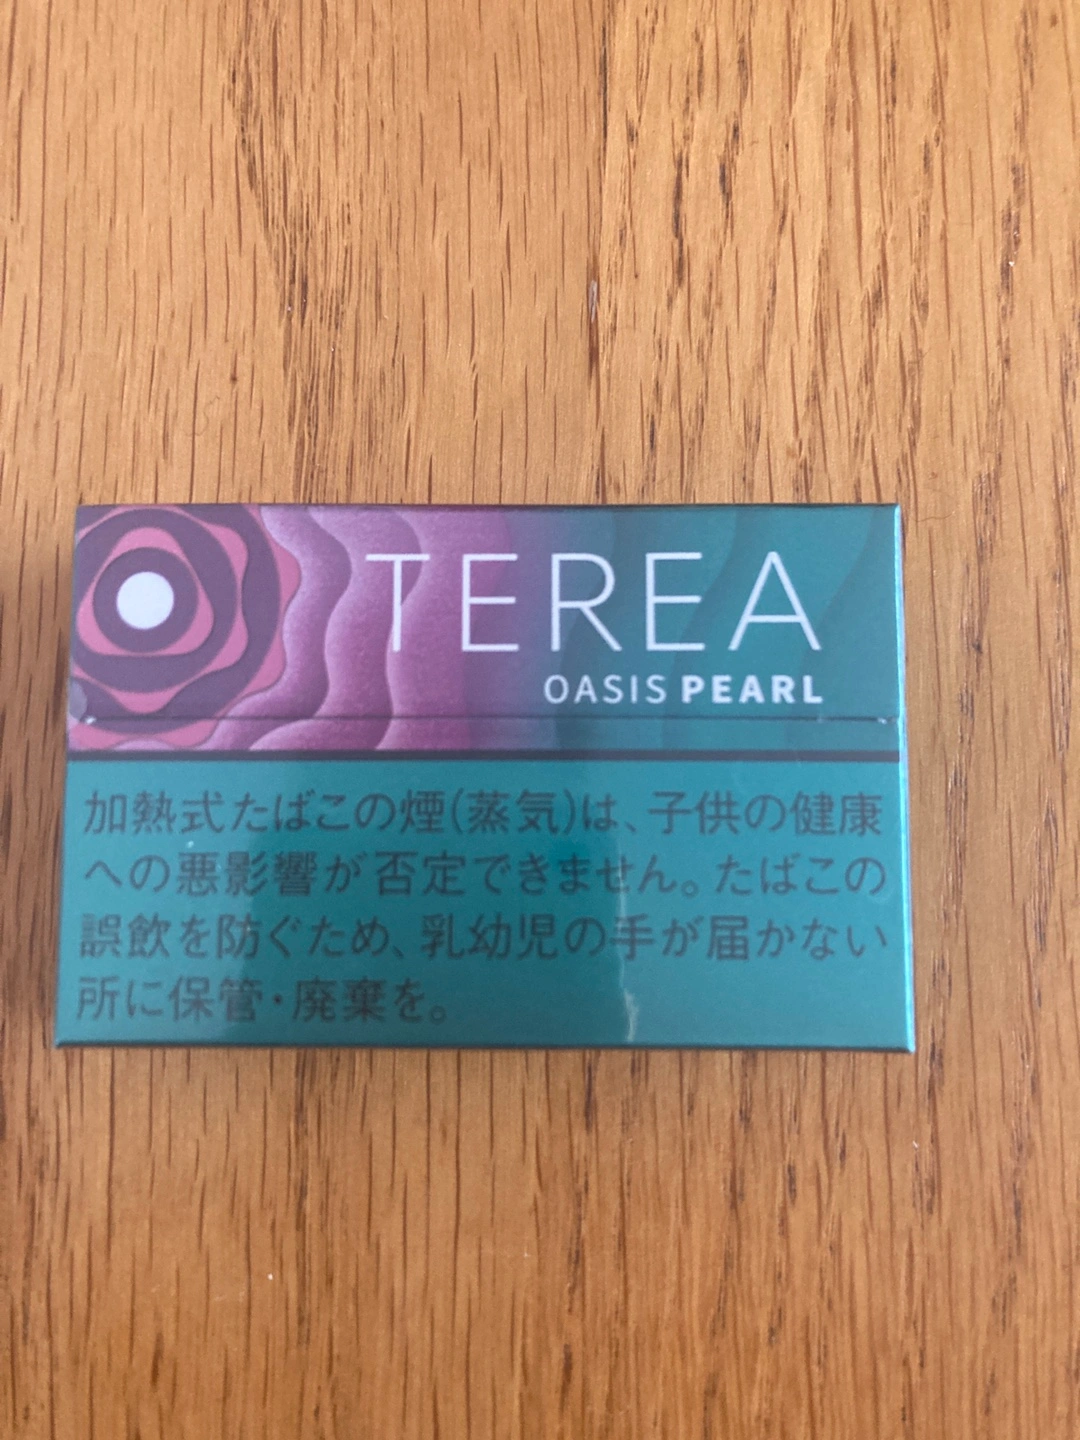 TEREA
OASIS PEARL
加熱式たばこの煙(蒸気)は、子供の健康
への悪影響が否定できません。たばこの
誤飲を防ぐため、乳幼児の手が届かない
所に保管・廃棄を。